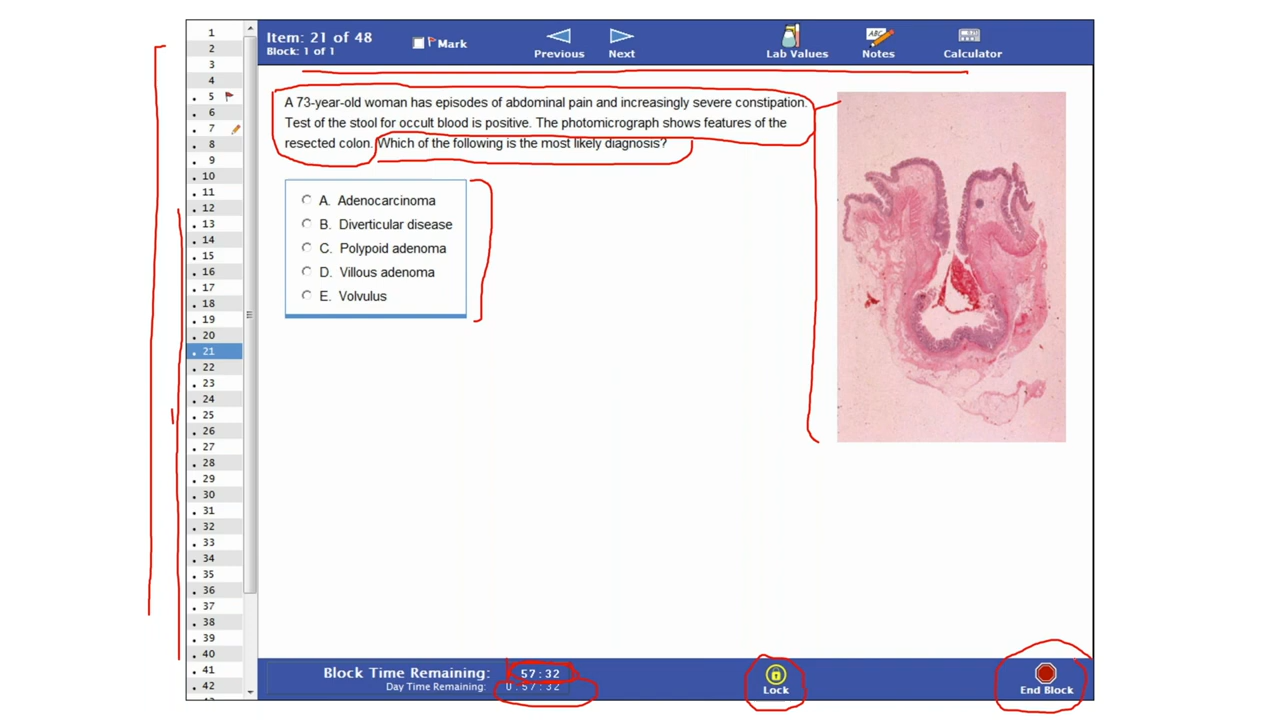 Item: 21 of 48
Block: 1 of 1
Mark
Previous
Next
Lab Values
Notes
Calculator
1
2
3
4
5
6
7
8
9
10
11
12
13
14
15
16
17
18
19
20
21
22
23
24
25
26
27
28
29
30
31
32
33
34
35
36
37
38
39
40
41
42
A 73-year-old woman has episodes of abdominal pain and increasingly severe constipation.
Test of the stool for occult blood is positive. The photomicrograph shows features of the
resected colon. Which of the following is the most likely diagnosis?
A. Adenocarcinoma
B. Diverticular disease
C. Polypoid adenoma
D. Villous adenoma
E. Volvulus
Block Time Remaining: 57:32
Day Time Remaining: 0:57:32
Lock
End Block